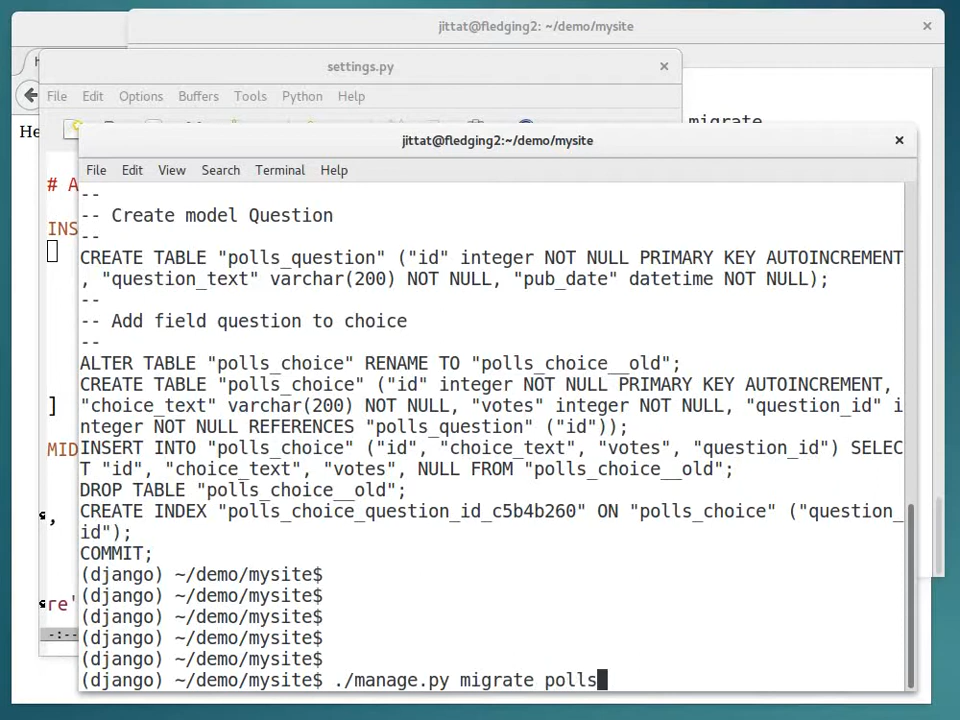 jittat@fledging2: ~/demo/mysite
settings.py
File Edit Options Buffers Tools Python Help
migrate
He
# A
INS
]
MID
,
re'
-:--
jittat@fledging2:~/demo/mysite
File Edit View Search Terminal Help
--
-- Create model Question
--
CREATE TABLE "polls_question" ("id" integer NOT NULL PRIMARY KEY AUTOINCREMENT
, "question_text" varchar(200) NOT NULL, "pub_date" datetime NOT NULL);
--
-- Add field question to choice
--
ALTER TABLE "polls_choice" RENAME TO "polls_choice__old";
CREATE TABLE "polls_choice" ("id" integer NOT NULL PRIMARY KEY AUTOINCREMENT,
"choice_text" varchar(200) NOT NULL, "votes" integer NOT NULL, "question_id" i
nteger NOT NULL REFERENCES "polls_question" ("id"));
INSERT INTO "polls_choice" ("id", "choice_text", "votes", "question_id") SELEC
T "id", "choice_text", "votes", NULL FROM "polls_choice__old";
DROP TABLE "polls_choice__old";
CREATE INDEX "polls_choice_question_id_c5b4b260" ON "polls_choice" ("question_
id");
COMMIT;
(django) ~/demo/mysite$
(django) ~/demo/mysite$
(django) ~/demo/mysite$
(django) ~/demo/mysite$
(django) ~/demo/mysite$
(django) ~/demo/mysite$ ./manage.py migrate polls